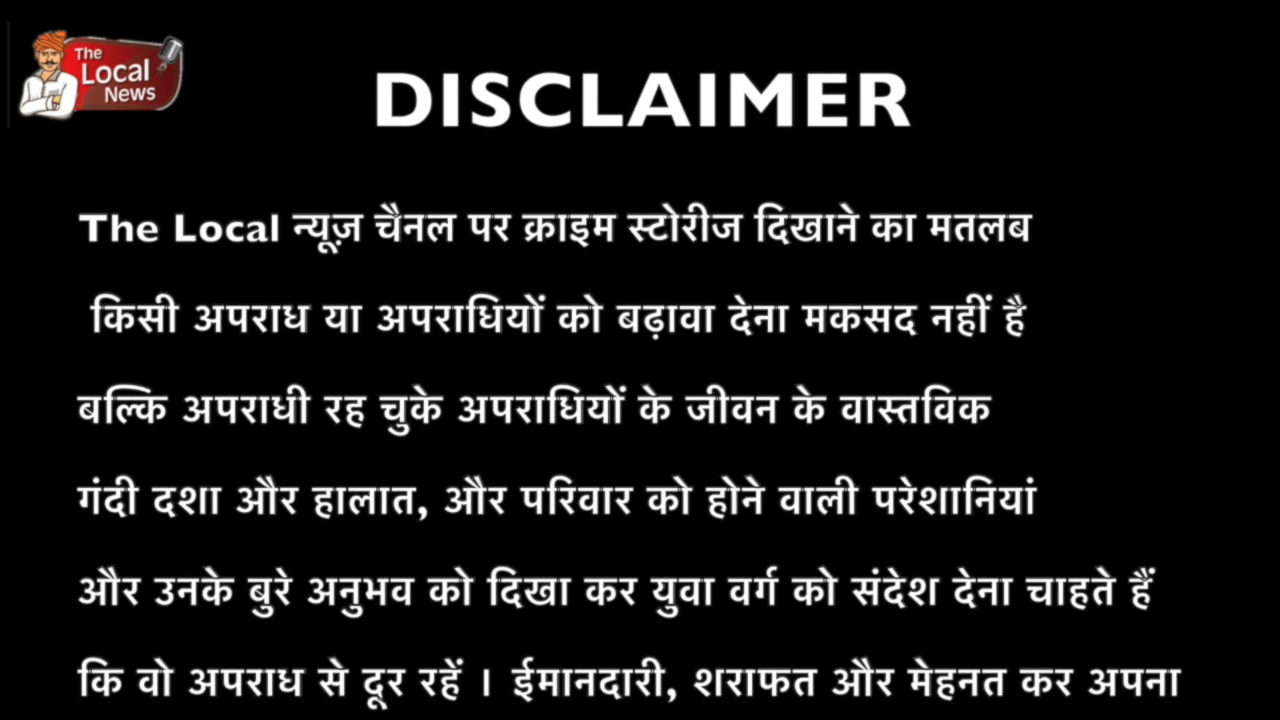 The
Local
News
DISCLAIMER
The Local न्यूज़ चैनल पर क्राइम स्टोरीज दिखाने का मतलब
किसी अपराध या अपराधियों को बढ़ावा देना मकसद नहीं है
बल्कि अपराधी रह चुके अपराधियों के जीवन के वास्तविक
गंदी दशा और हालात, और परिवार को होने वाली परेशानियां
और उनके बुरे अनुभव को दिखा कर युवा वर्ग को संदेश देना चाहते हैं
कि वो अपराध से दूर रहें । ईमानदारी, शराफत और मेहनत कर अपना